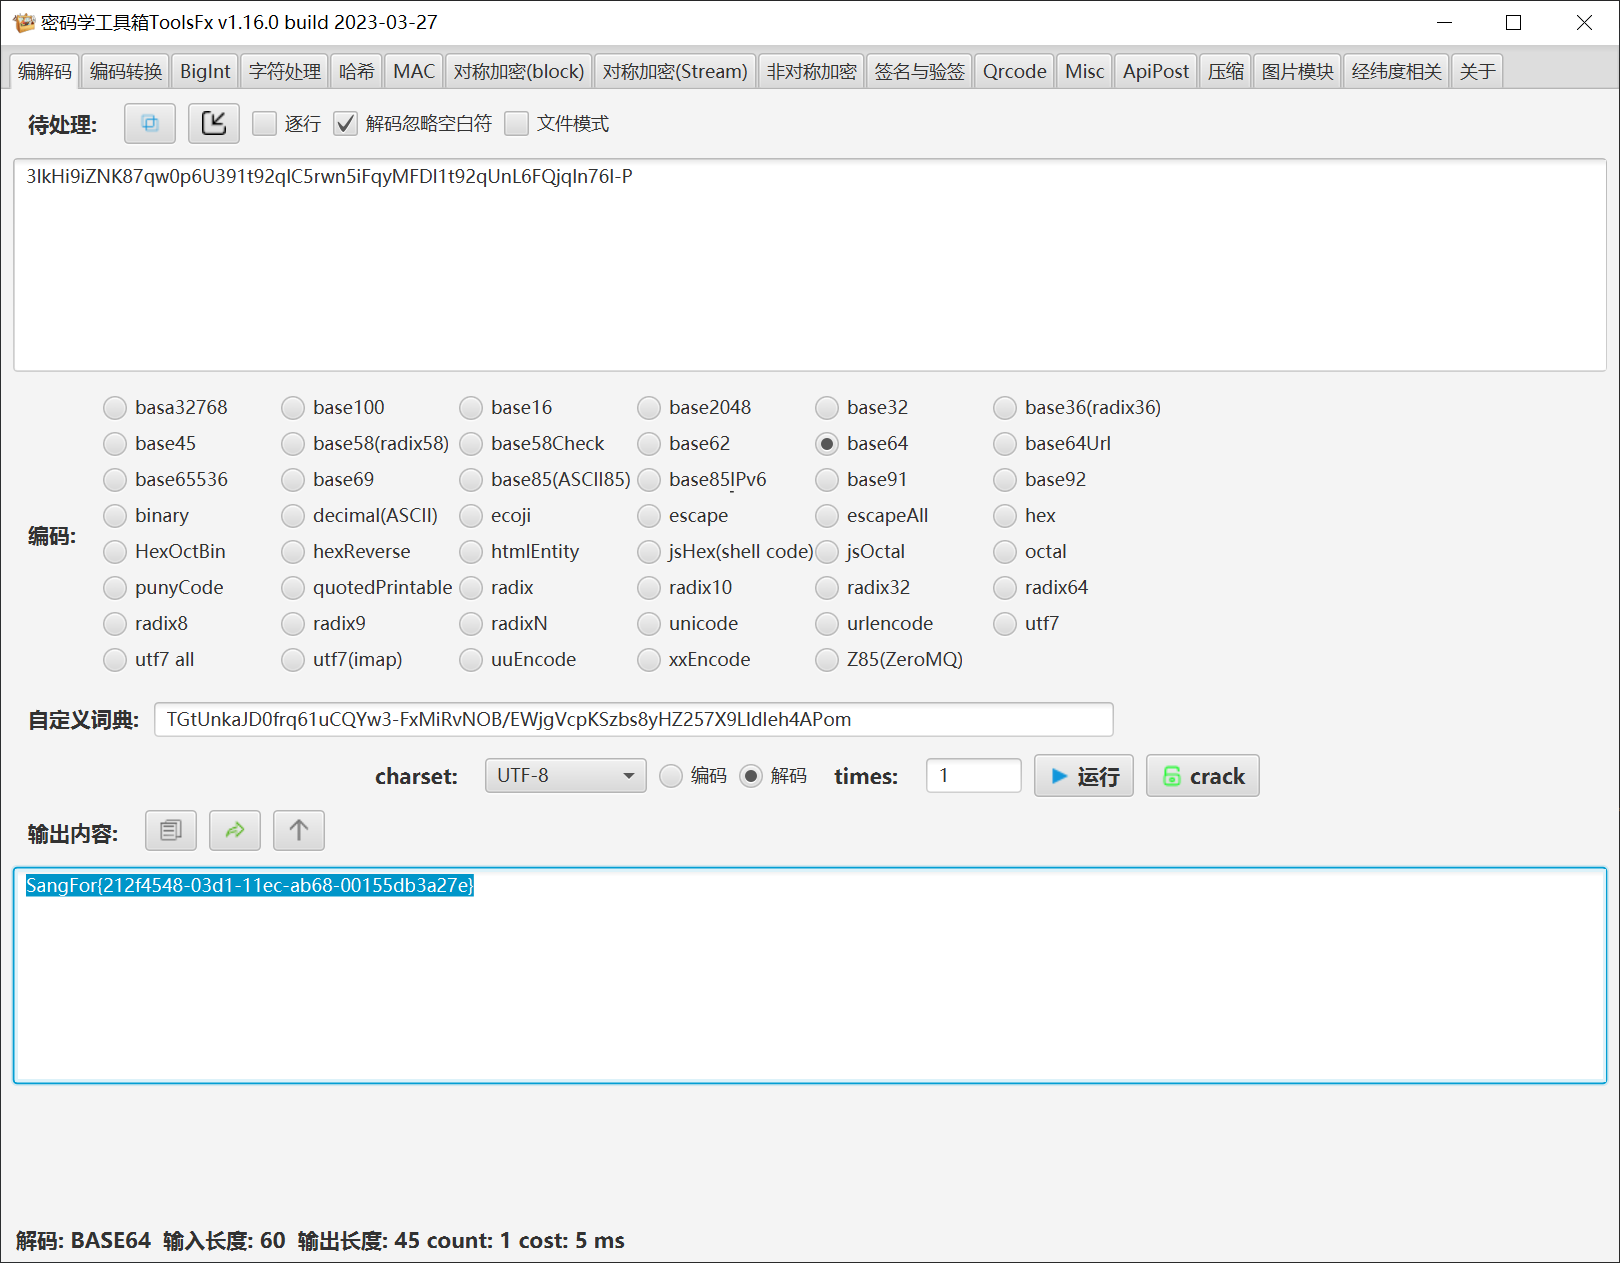 密码学工具箱ToolsFx v1.16.0 build 2023-03-27
编解码 编码转换 BigInt 字符处理 哈希 MAC 对称加密(block) 对称加密(Stream) 非对称加密 签名与验签 Qrcode Misc ApiPost 压缩 图片模块 经纬度相关 关于
待处理: 逐行 解码忽略空白符 文件模式
3IkHi9iZNK87qw0p6U391t92qlC5rwn5iFqyMFDl1t92qUnL6FQjqln76l-P
basa32768 base100 base16 base2048 base32 base36(radix36)
base45 base58(radix58) base58Check base62 base64 base64Url
base65536 base69 base85(ASCII85) base85IPv6 base91 base92
binary decimal(ASCII) ecoji escape escapeAll hex
编码:
HexOctBin hexReverse htmlEntity jsHex(shell code) jsOctal octal
punyCode quotedPrintable radix radix10 radix32 radix64
radix8 radix9 radixN unicode urlencode utf7
utf7 all utf7(imap) uuEncode xxEncode Z85(ZeroMQ)
自定义词典: TGtUnkaJD0frq61uCQYw3-FxMiRvNOB/EWjgVcpKSzbs8yHZ257X9LldIeh4APom
charset: UTF-8 编码 解码 times: 1 运行 crack
输出内容:
SangFor{212f4548-03d1-11ec-ab68-00155db3a27e}
解码: BASE64 输入长度: 60 输出长度: 45 count: 1 cost: 5 ms